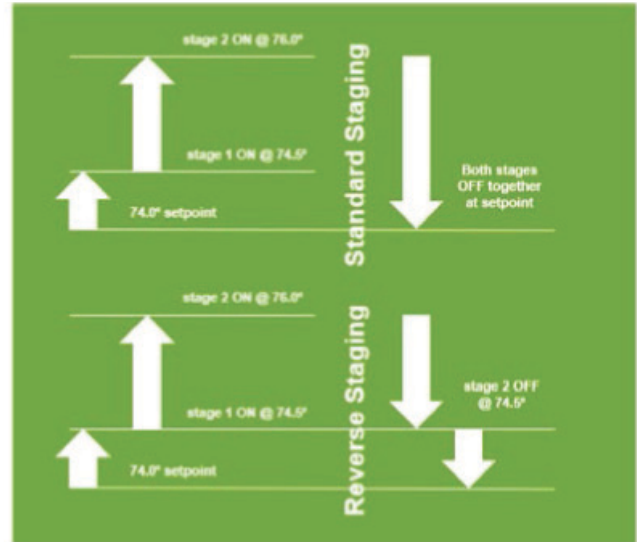 stage 2 ON @ 76.0°
stage 1 ON @ 74.5°
74.0° setpoint
Standard Staging
Both stages
OFF together
at setpoint
stage 2 ON @ 76.0°
stage 1 ON @ 74.5°
74.0° setpoint
Reverse Staging
stage 2 OFF
@ 74.5°